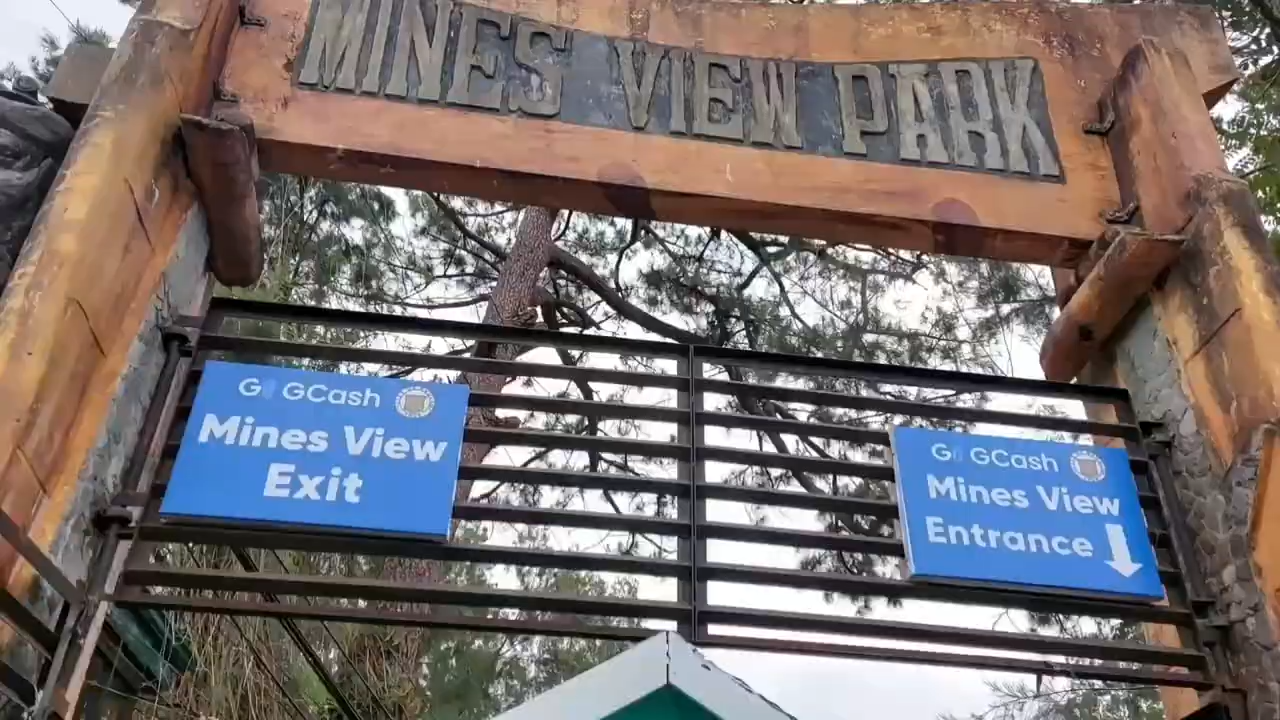 MINES VIEW PARK
GCash
Mines View
Exit
GCash
Mines View
Entrance